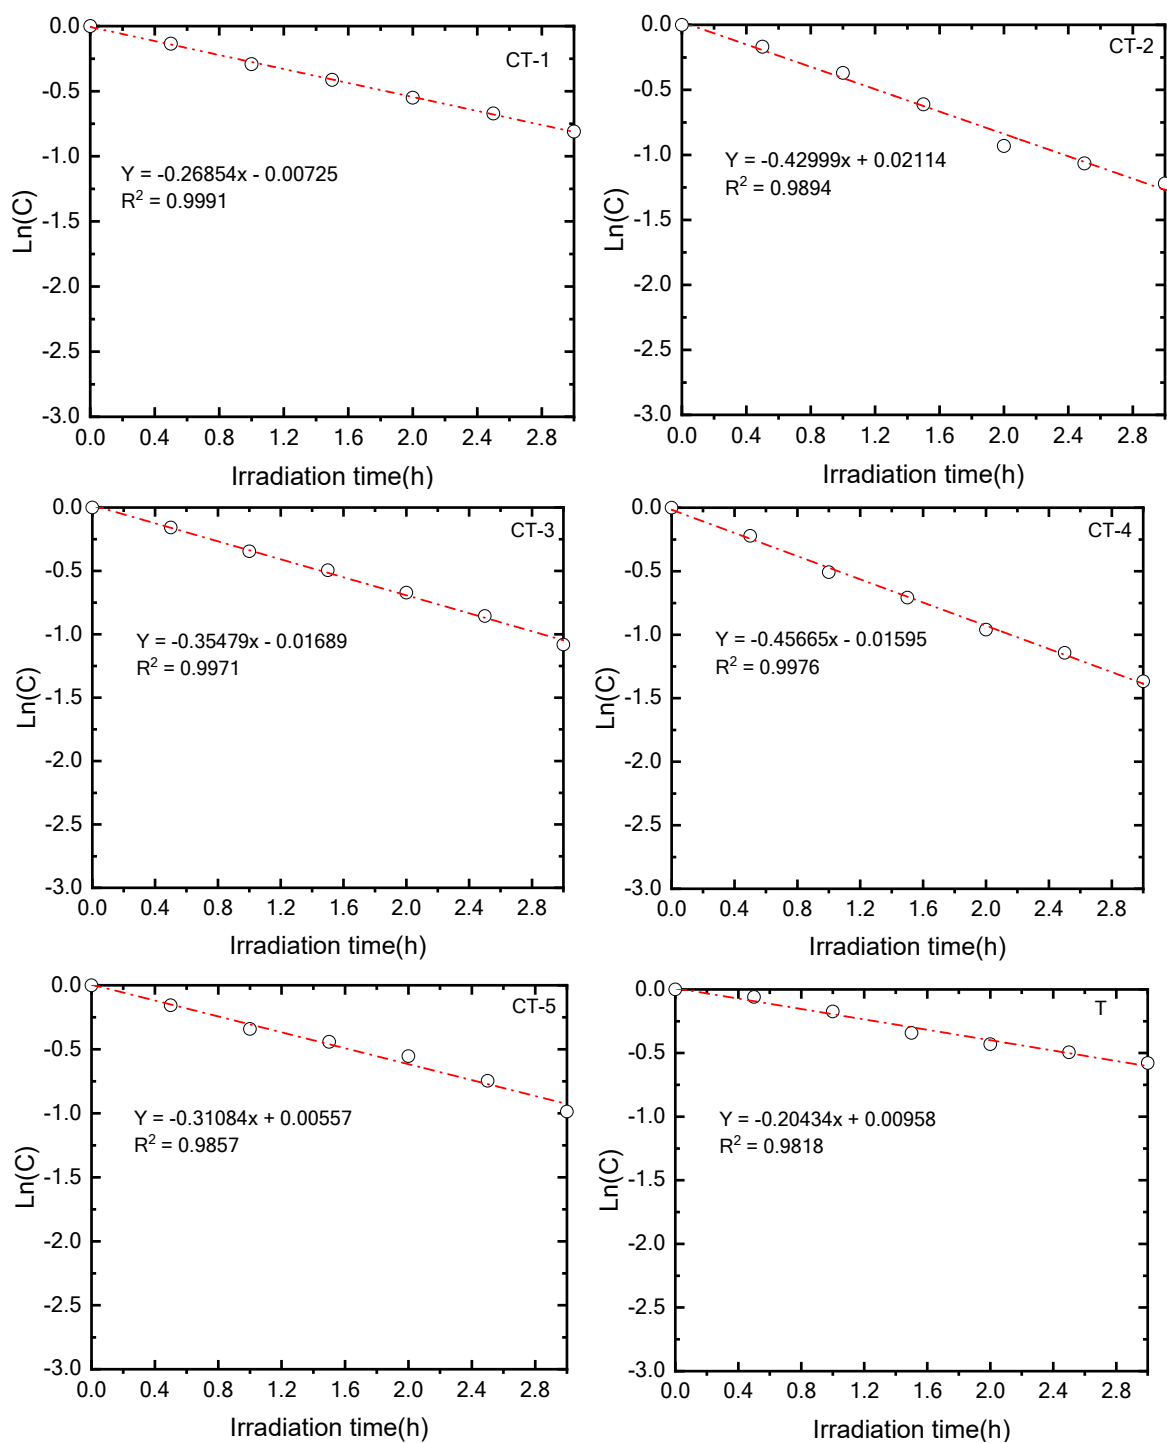 CT-1
0.0
-0.5
-1.0
-1.5
-2.0
-2.5
-3.0
Ln(C)
Y = -0.26854x - 0.00725
R² = 0.9991
0.0 0.4 0.8 1.2 1.6 2.0 2.4 2.8
Irradiation time(h)
CT-2
0.0
-0.5
-1.0
-1.5
-2.0
-2.5
-3.0
Ln(C)
Y = -0.42999x + 0.02114
R² = 0.9894
0.0 0.4 0.8 1.2 1.6 2.0 2.4 2.8
Irradiation time(h)
CT-3
0.0
-0.5
-1.0
-1.5
-2.0
-2.5
-3.0
Ln(C)
Y = -0.35479x - 0.01689
R² = 0.9971
0.0 0.4 0.8 1.2 1.6 2.0 2.4 2.8
Irradiation time(h)
CT-4
0.0
-0.5
-1.0
-1.5
-2.0
-2.5
-3.0
Ln(C)
Y = -0.45665x - 0.01595
R² = 0.9976
0.0 0.4 0.8 1.2 1.6 2.0 2.4 2.8
Irradiation time(h)
CT-5
0.0
-0.5
-1.0
-1.5
-2.0
-2.5
-3.0
Ln(C)
Y = -0.31084x + 0.00557
R² = 0.9857
0.0 0.4 0.8 1.2 1.6 2.0 2.4 2.8
Irradiation time(h)
T
0.0
-0.5
-1.0
-1.5
-2.0
-2.5
-3.0
Ln(C)
Y = -0.20434x + 0.00958
R² = 0.9818
0.0 0.4 0.8 1.2 1.6 2.0 2.4 2.8
Irradiation time(h)